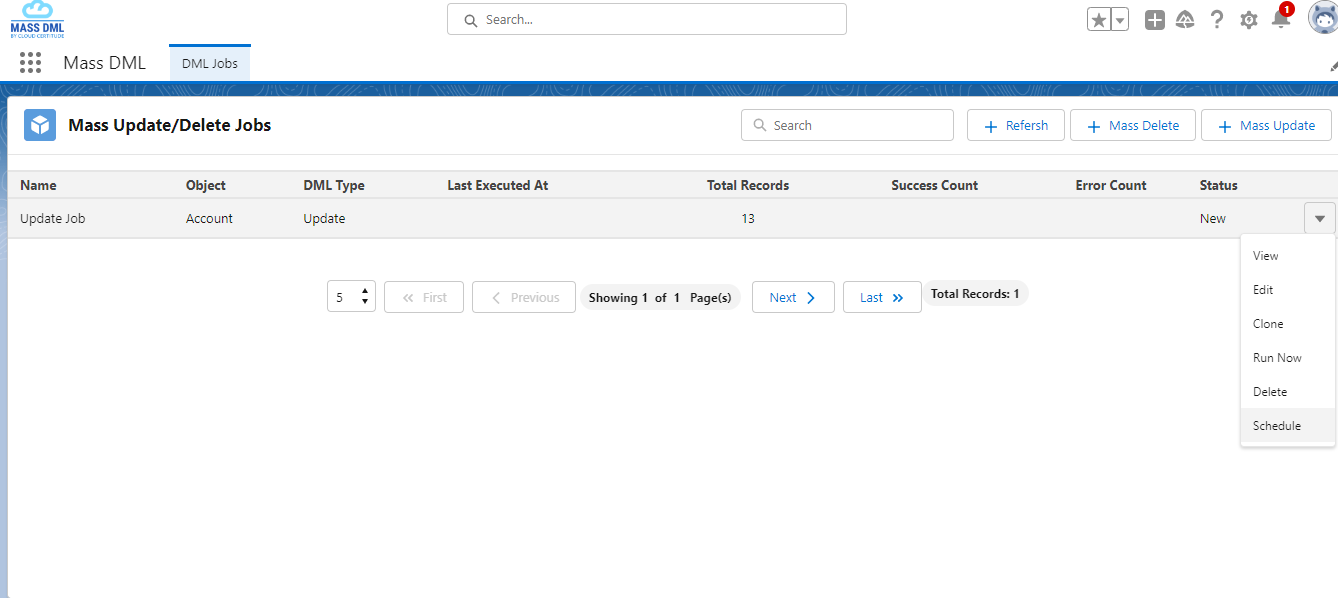 MASS DML
BY CLOUD CERTITUDE
Search...
1
Mass DML
DML Jobs
Mass Update/Delete Jobs
Search
Refersh
Mass Delete
Mass Update
Name Object DML Type Last Executed At Total Records Success Count Error Count Status
Update Job Account Update 13 New
View
Edit
Clone
Run Now
Delete
Schedule
5 First Previous Showing 1 of 1 Page(s) Next Last Total Records: 1